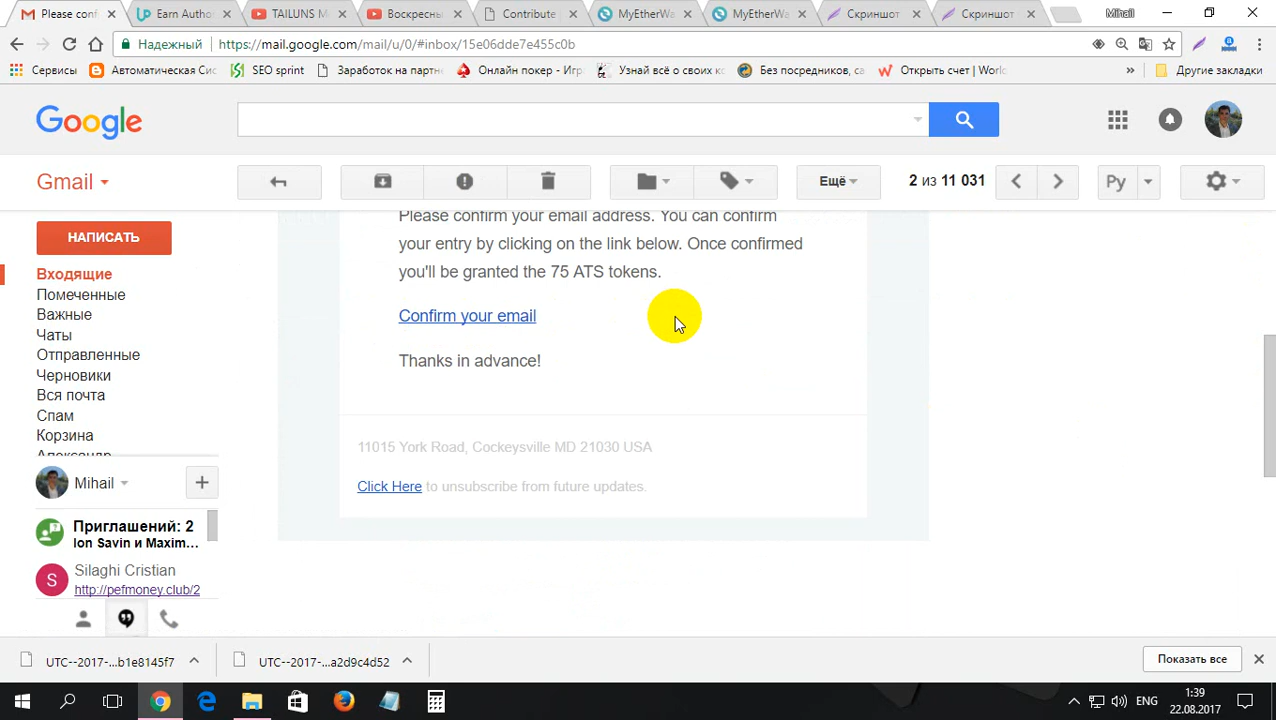 Please conf
Earn Autho
TAILUNS M
Воскресны
Contribute
MyEtherWa
MyEtherWa
Скриншот
Скриншот
Mihail
Надежный
https://mail.google.com/mail/u/0/#inbox/15e06dde7e455c0b
Сервисы
Автоматическая Сис
SEO sprint
Заработок на партн
Онлайн покер - Игр
Узнай всё о своих кс
Без посредников, са
Открыть счет | World
»
Другие закладки
Google
Gmail
Ещё
2 из 11 031
Ру
НАПИСАТЬ
Входящие
Помеченные
Важные
Чаты
Отправленные
Черновики
Вся почта
Спам
Корзина
Александр
Mihail
Приглашений: 2
Ion Savin и Maxim...
Silaghi Cristian
http://pefmoney.club/2
Please confirm your email address. You can confirm
your entry by clicking on the link below. Once confirmed
you'll be granted the 75 ATS tokens.
Confirm your email
Thanks in advance!
11015 York Road, Cockeysville MD 21030 USA
Click Here to unsubscribe from future updates.
UTC--2017-...b1e8145f7
UTC--2017-...a2d9c4d52
Показать все
ENG
1:39
22.08.2017